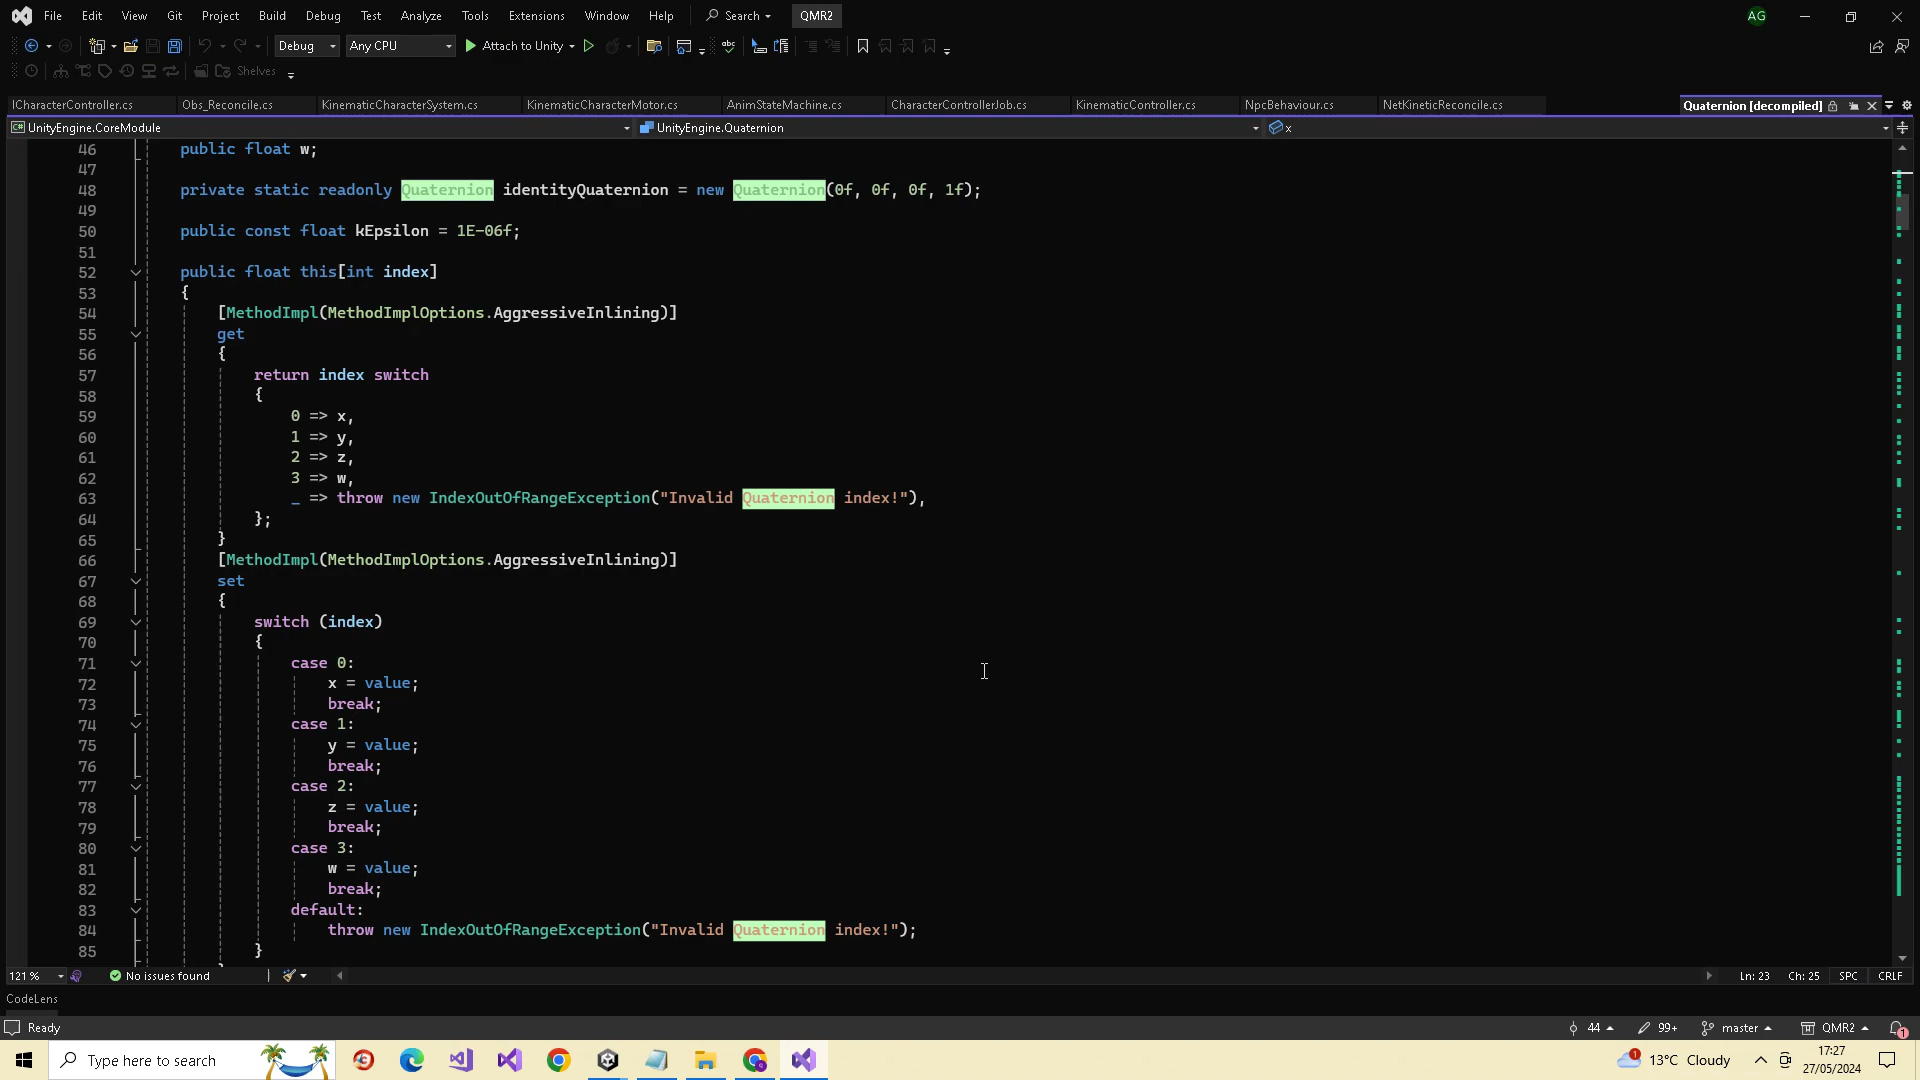 File Edit View Git Project Build Debug Test Analyze Tools Extensions Window Help Search QMR2 AG
Debug Any CPU Attach to Unity
Shelves
ICharacterController.cs Obs_Reconcile.cs KinematicCharacterSystem.cs KinematicCharacterMotor.cs AnimStateMachine.cs CharacterControllerJob.cs KinematicController.cs NpcBehaviour.cs NetKineticReconcile.cs Quaternion [decompiled]
C# UnityEngine.CoreModule UnityEngine.Quaternion x
46 public float w;
47
48 private static readonly Quaternion identityQuaternion = new Quaternion(0f, 0f, 0f, 1f);
49
50 public const float kEpsilon = 1E-06f;
51
52 public float this[int index]
53 {
54 [MethodImpl(MethodImplOptions.AggressiveInlining)]
55 get
56 {
57 return index switch
58 {
59 0 => x,
60 1 => y,
61 2 => z,
62 3 => w,
63 _ => throw new IndexOutOfRangeException("Invalid Quaternion index!"),
64 };
65 }
66 [MethodImpl(MethodImplOptions.AggressiveInlining)]
67 set
68 {
69 switch (index)
70 {
71 case 0:
72 x = value;
73 break;
74 case 1:
75 y = value;
76 break;
77 case 2:
78 z = value;
79 break;
80 case 3:
81 w = value;
82 break;
83 default:
84 throw new IndexOutOfRangeException("Invalid Quaternion index!");
85 }
121 % No issues found Ln: 23 Ch: 25 SPC CRLF
CodeLens
Ready 44 99+ master QMR2 1
Type here to search 1 13°C Cloudy 17:27
27/05/2024